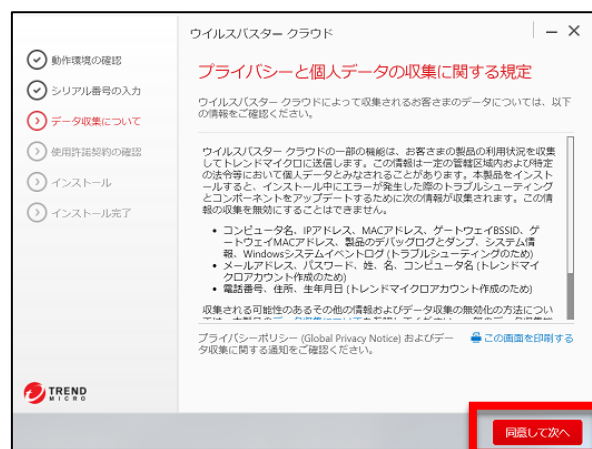 ウイルスバスター クラウド
動作環境の確認
シリアル番号の入力
データ収集について
使用許諾契約の確認
インストール
インストール完了
プライバシーと個人データの収集に関する規定
ウイルスバスター クラウドによって収集されるお客さまのデータについては、以下
の情報をご確認ください。
ウイルスバスター クラウドの一部の機能は、お客さまの製品の利用状況を収集
してトレンドマイクロに送信します。この情報は一定の管轄区域内および特定
の法令等において個人データとみなされることがあります。本製品をインスト
ールすると、インストール中にエラーが発生した際のトラブルシューティング
とコンポーネントをアップデートするために次の情報が収集されます。この情
報の収集を無効にすることはできません。
• コンピュータ名、IPアドレス、MACアドレス、ゲートウェイBSSID、ゲ
ートウェイMACアドレス、製品のデバッグログとダンプ、システム情
報、Windowsシステムイベントログ (トラブルシューティングのため)
• メールアドレス、パスワード、姓、名、コンピュータ名 (トレンドマイ
クロアカウント作成のため)
• 電話番号、住所、生年月日 (トレンドマイクロアカウント作成のため)
収集される可能性のあるその他の情報およびデータ収集の無効化の方法につい
プライバシーポリシー (Global Privacy Notice) およびデー
タ収集に関する通知をご確認ください。
この画面を印刷する
TREND
MICRO
同意して次へ